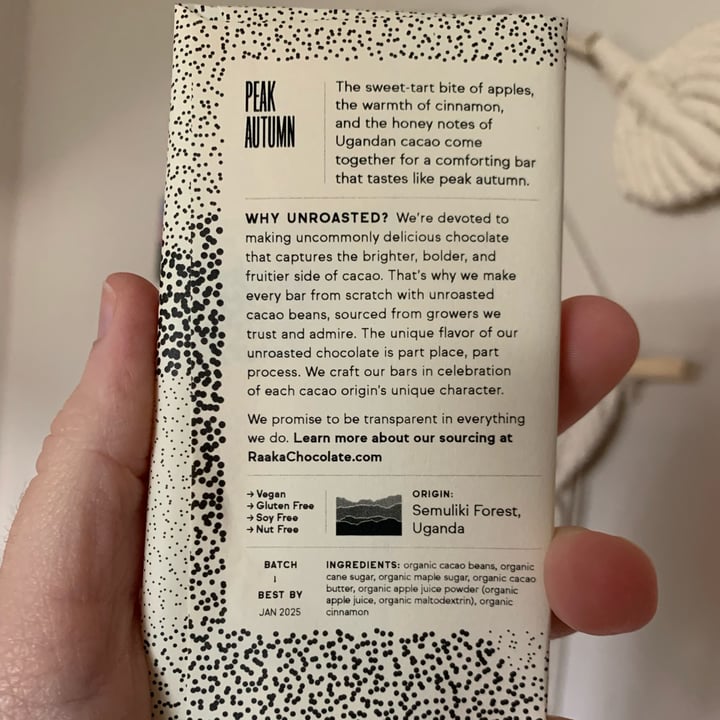 PEAK
AUTUMN
The sweet-tart bite of apples,
the warmth of cinnamon,
and the honey notes of
Ugandan cacao come
together for a comforting bar
that tastes like peak autumn.
WHY UNROASTED? We're devoted to
making uncommonly delicious chocolate
that captures the brighter, bolder, and
fruitier side of cacao. That's why we make
every bar from scratch with unroasted
cacao beans, sourced from growers we
trust and admire. The unique flavor of our
unroasted chocolate is part place, part
process. We craft our bars in celebration
of each cacao origin's unique character.
We promise to be transparent in everything
we do. Learn more about our sourcing at
RaakaChocolate.com
→ Vegan
→ Gluten Free
→ Soy Free
→ Nut Free
ORIGIN:
Semuliki Forest,
Uganda
BATCH
1
BEST BY
JAN 2025
INGREDIENTS: organic cacao beans, organic
cane sugar, organic maple sugar, organic cacao
butter, organic apple juice powder (organic
apple juice, organic maltodextrin), organic
cinnamon